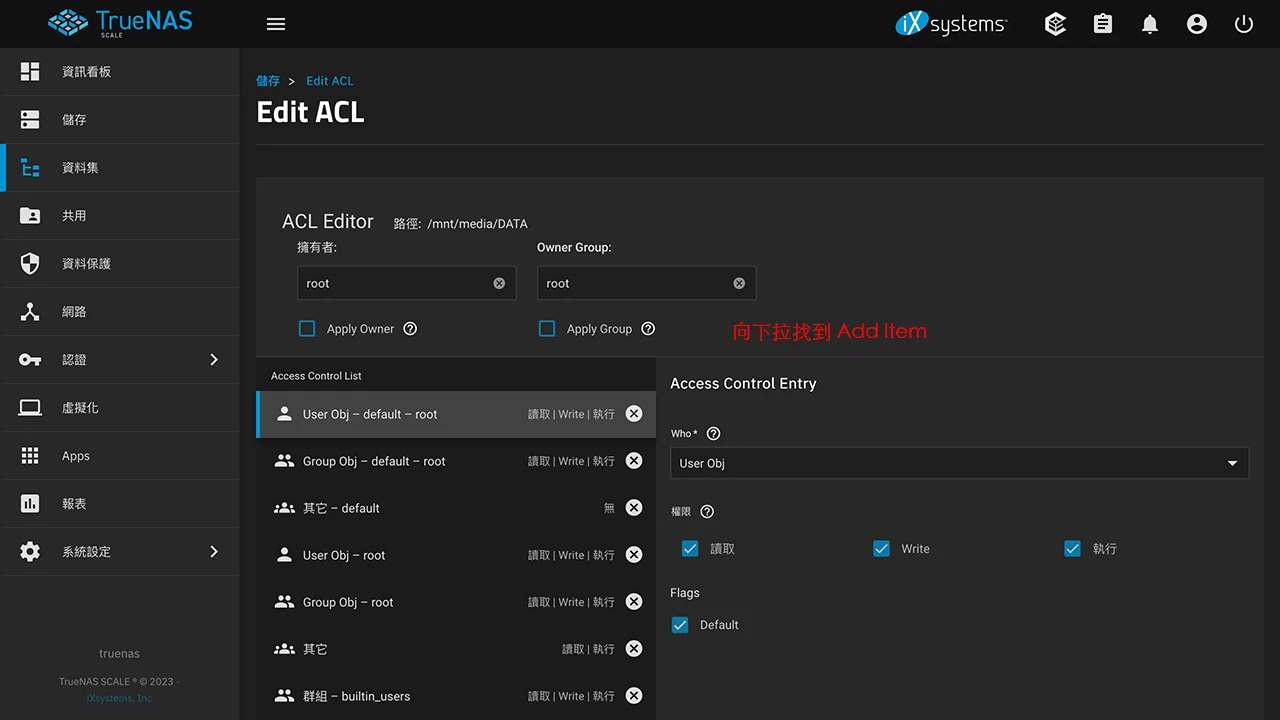 TrueNAS
SCALE
iXsystems
資訊看板
儲存
資料集
共用
資料保護
網路
認證
虛擬化
Apps
報表
系統設定
truenas
TrueNAS SCALE ® © 2023 -
iXsystems, Inc
儲存 > Edit ACL
Edit ACL
ACL Editor 路徑: /mnt/media/DATA
擁有者: Owner Group:
root root
Apply Owner Apply Group
向下拉找到 Add Item
Access Control List
User Obj – default – root 讀取 | Write | 執行
Group Obj – default – root 讀取 | Write | 執行
其它 – default 無
User Obj – root 讀取 | Write | 執行
Group Obj – root 讀取 | Write | 執行
其它 讀取 | 執行
群組 – builtin_users 讀取 | Write | 執行
Access Control Entry
Who *
User Obj
權限
讀取 Write 執行
Flags
Default